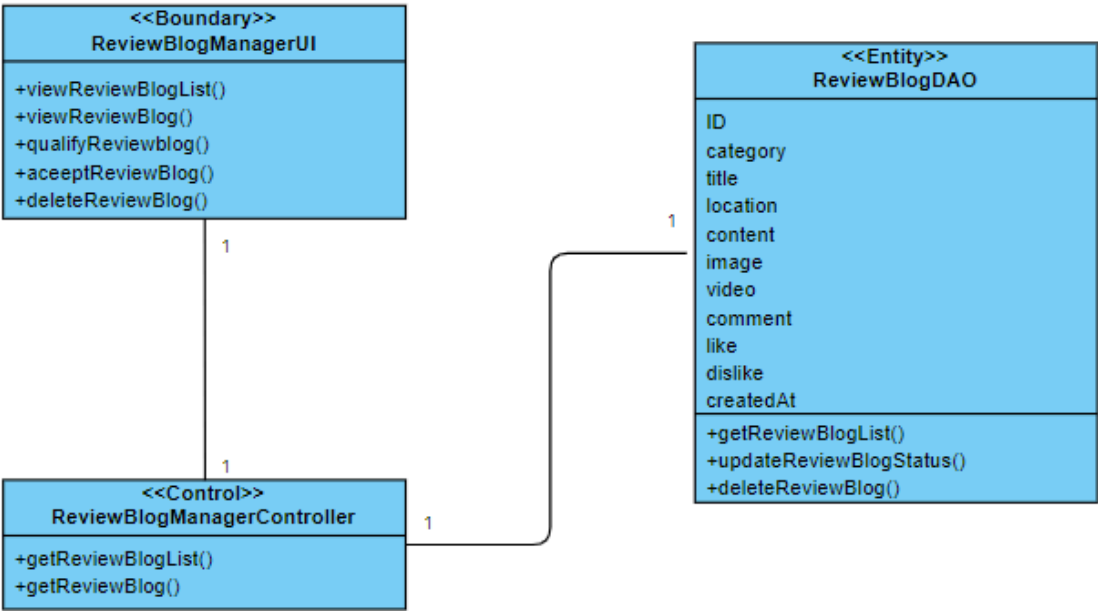 <<Boundary>>
ReviewBlogManagerUI
+viewReviewBlogList()
+viewReviewBlog()
+qualifyReviewblog()
+aceeptReviewBlog()
+deleteReviewBlog()
1
1
<<Control>>
ReviewBlogManagerController
+getReviewBlogList()
+getReviewBlog()
1
1
<<Entity>>
ReviewBlogDAO
ID
category
title
location
content
image
video
comment
like
dislike
createdAt
+getReviewBlogList()
+updateReviewBlogStatus()
+deleteReviewBlog()